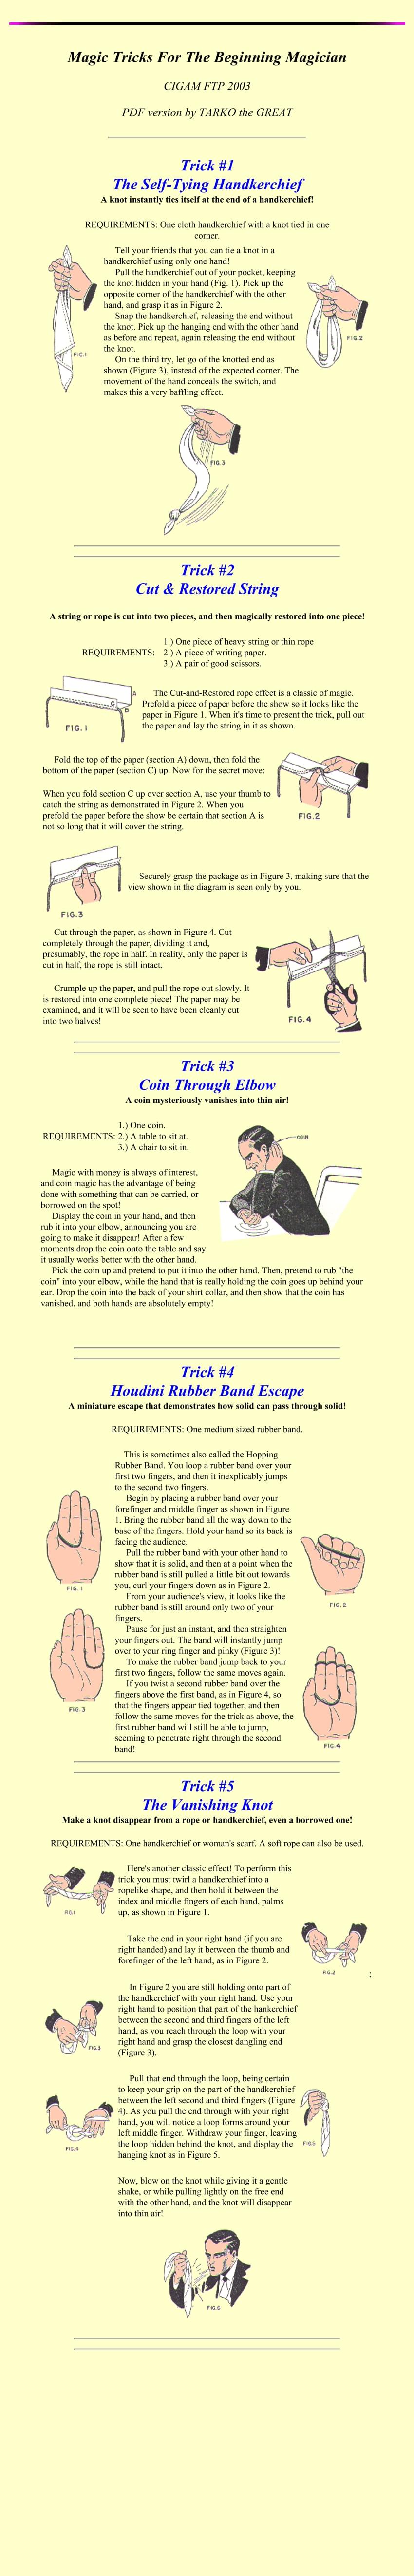 Magic Tricks For The Beginning Magician
CIGAM FTP 2003
PDF version by TARKO the GREAT
Trick #1
The Self-Tying Handkerchief
A knot instantly ties itself at the end of a handkerchief!
REQUIREMENTS: One cloth handkerchief with a knot tied in one
corner.
Tell your friends that you can tie a knot in a
handkerchief using only one hand!
Pull the handkerchief out of your pocket, keeping
the knot hidden in your hand (Fig. 1). Pick up the
opposite corner of the handkerchief with the other
hand, and grasp it as in Figure 2.
Snap the handkerchief, releasing the end without
the knot. Pick up the hanging end with the other hand
as before and repeat, again releasing the end without
the knot.
On the third try, let go of the knotted end as
shown (Figure 3), instead of the expected corner. The
movement of the hand conceals the switch, and
makes this a very baffling effect.
FIG.1
FIG.2
FIG.3
Trick #2
Cut & Restored String
A string or rope is cut into two pieces, and then magically restored into one piece!
REQUIREMENTS:
1.) One piece of heavy string or thin rope
2.) A piece of writing paper.
3.) A pair of good scissors.
A
C
B
FIG.1
The Cut-and-Restored rope effect is a classic of magic.
Prefold a piece of paper before the show so it looks like the
paper in Figure 1. When it's time to present the trick, pull out
the paper and lay the string in it as shown.
Fold the top of the paper (section A) down, then fold the
bottom of the paper (section C) up. Now for the secret move:
When you fold section C up over section A, use your thumb to
catch the string as demonstrated in Figure 2. When you
prefold the paper before the show be certain that section A is
not so long that it will cover the string.
FIG.2
FIG.3
Securely grasp the package as in Figure 3, making sure that the
view shown in the diagram is seen only by you.
Cut through the paper, as shown in Figure 4. Cut
completely through the paper, dividing it and,
presumably, the rope in half. In reality, only the paper is
cut in half, the rope is still intact.
Crumple up the paper, and pull the rope out slowly. It
is restored into one complete piece! The paper may be
examined, and it will be seen to have been cleanly cut
into two halves!
FIG.4
Trick #3
Coin Through Elbow
A coin mysteriously vanishes into thin air!
REQUIREMENTS:
1.) One coin.
2.) A table to sit at.
3.) A chair to sit in.
COIN
Magic with money is always of interest,
and coin magic has the advantage of being
done with something that can be carried, or
borrowed on the spot!
Display the coin in your hand, and then
rub it into your elbow, announcing you are
going to make it disappear! After a few
moments drop the coin onto the table and say
it usually works better with the other hand.
Pick the coin up and pretend to put it into the other hand. Then, pretend to rub "the
coin" into your elbow, while the hand that is really holding the coin goes up behind your
ear. Drop the coin into the back of your shirt collar, and then show that the coin has
vanished, and both hands are absolutely empty!
Trick #4
Houdini Rubber Band Escape
A miniature escape that demonstrates how solid can pass through solid!
REQUIREMENTS: One medium sized rubber band.
This is sometimes also called the Hopping
Rubber Band. You loop a rubber band over your
first two fingers, and then it inexplicably jumps
to the second two fingers.
Begin by placing a rubber band over your
forefinger and middle finger as shown in Figure
1. Bring the rubber band all the way down to the
base of the fingers. Hold your hand so its back is
facing the audience.
Pull the rubber band with your other hand to
show that it is solid, and then at a point when the
rubber band is still pulled a little bit out towards
you, curl your fingers down as in Figure 2.
From your audience's view, it looks like the
rubber band is still around only two of your
fingers.
Pause for just an instant, and then straighten
your fingers out. The band will instantly jump
over to your ring finger and pinky (Figure 3)!
To make the rubber band jump back to your
first two fingers, follow the same moves again.
If you twist a second rubber band over the
fingers above the first band, as in Figure 4, so
that the fingers appear tied together, and then
follow the same moves for the trick as above, the
first rubber band will still be able to jump,
seeming to penetrate right through the second
band!
FIG.1
FIG. 2
FIG.3
FIG.4
Trick #5
The Vanishing Knot
Make a knot disappear from a rope or handkerchief, even a borrowed one!
REQUIREMENTS: One handkerchief or woman's scarf. A soft rope can also be used.
FIG.1
Here's another classic effect! To perform this
trick you must twirl a handkerchief into a
ropelike shape, and then hold it between the
index and middle fingers of each hand, palms
up, as shown in Figure 1.
Take the end in your right hand (if you are
right handed) and lay it between the thumb and
forefinger of the left hand, as in Figure 2.
FIG.2
;
In Figure 2 you are still holding onto part of
the handkerchief with your right hand. Use your
right hand to position that part of the hankerchief
between the second and third fingers of the left
hand, as you reach through the loop with your
right hand and grasp the closest dangling end
(Figure 3).
FIG.3
Pull that end through the loop, being certain
to keep your grip on the part of the handkerchief
between the left second and third fingers (Figure
4). As you pull the end through with your right
hand, you will notice a loop forms around your
left middle finger. Withdraw your finger, leaving
the loop hidden behind the knot, and display the
hanging knot as in Figure 5.
FIG.4
FIG.5
Now, blow on the knot while giving it a gentle
shake, or while pulling lightly on the free end
with the other hand, and the knot will disappear
into thin air!
FIG.6